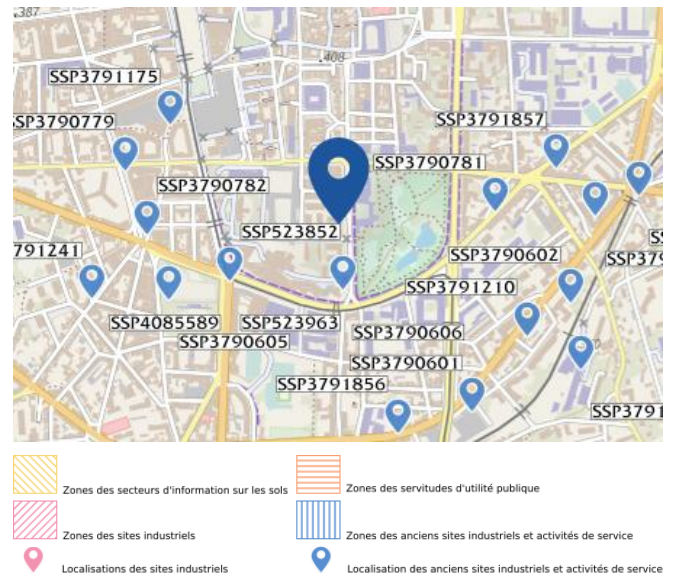 .387
.408
SSP3791175
SSP3790779
SSP3791857
SSP3790781
SSP3790782
SSP523852
791241
SSP3790602
SSP379
SSP3791210
SSP4085589
SSP523963
SSP3790606
SSP3790605
SSP3790601
SSP3791856
SSP3791
Zones des secteurs d'information sur les sols
Zones des servitudes d'utilité publique
Zones des sites industriels
Zones des anciens sites industriels et activités de service
Localisations des sites industriels
Localisation des anciens sites industriels et activités de service